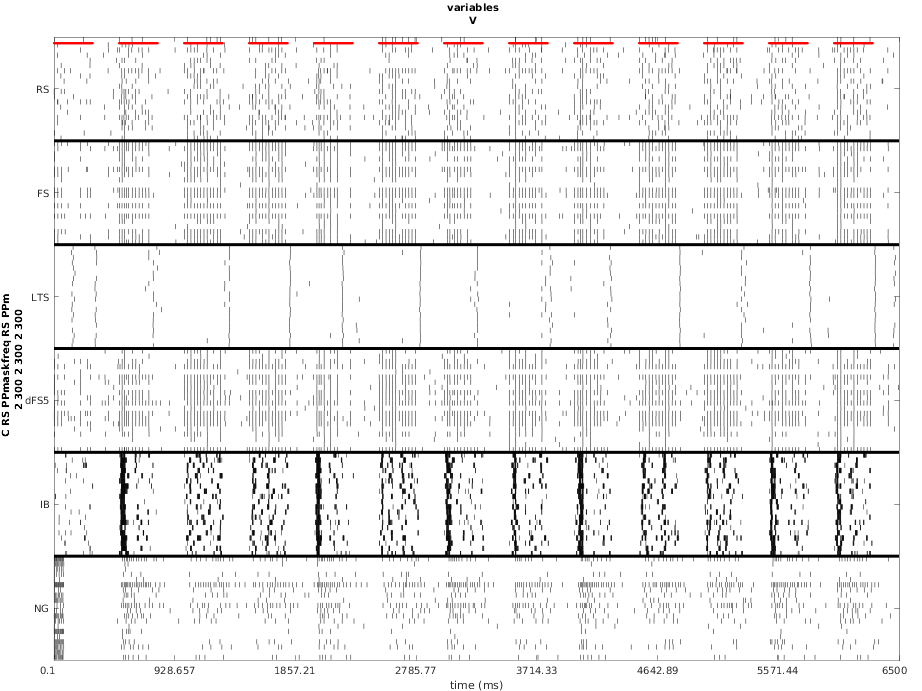 variables
V
C RS PPmaskfreq RS PPm
2 300 2 300 2 300
RS
FS
LTS
dFS5
IB
NG
0.1 928.657 1857.21 2785.77 3714.33 4642.89 5571.44 6500
time (ms)